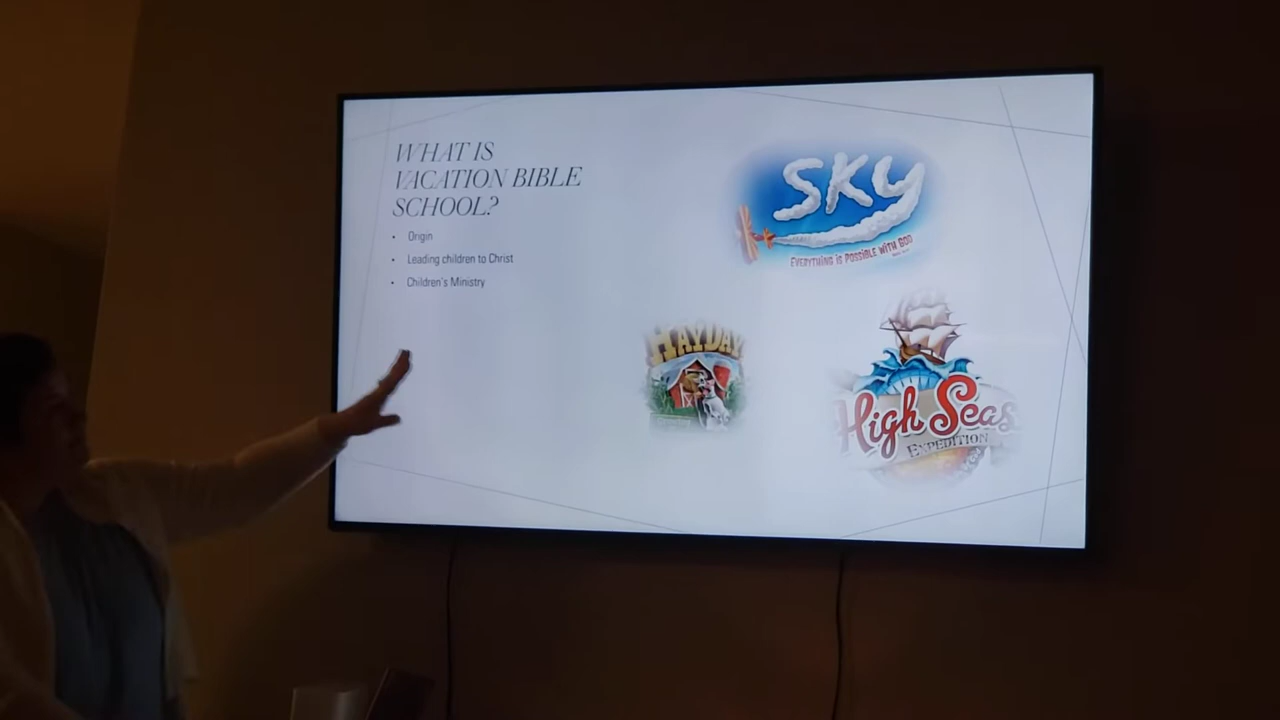 WHAT IS
VACATION BIBLE
SCHOOL?
• Origin
• Leading children to Christ
• Children's Ministry
SKY
EVERYTHING IS POSSIBLE WITH GOD
HAYDAY
High Seas
EXPEDITION